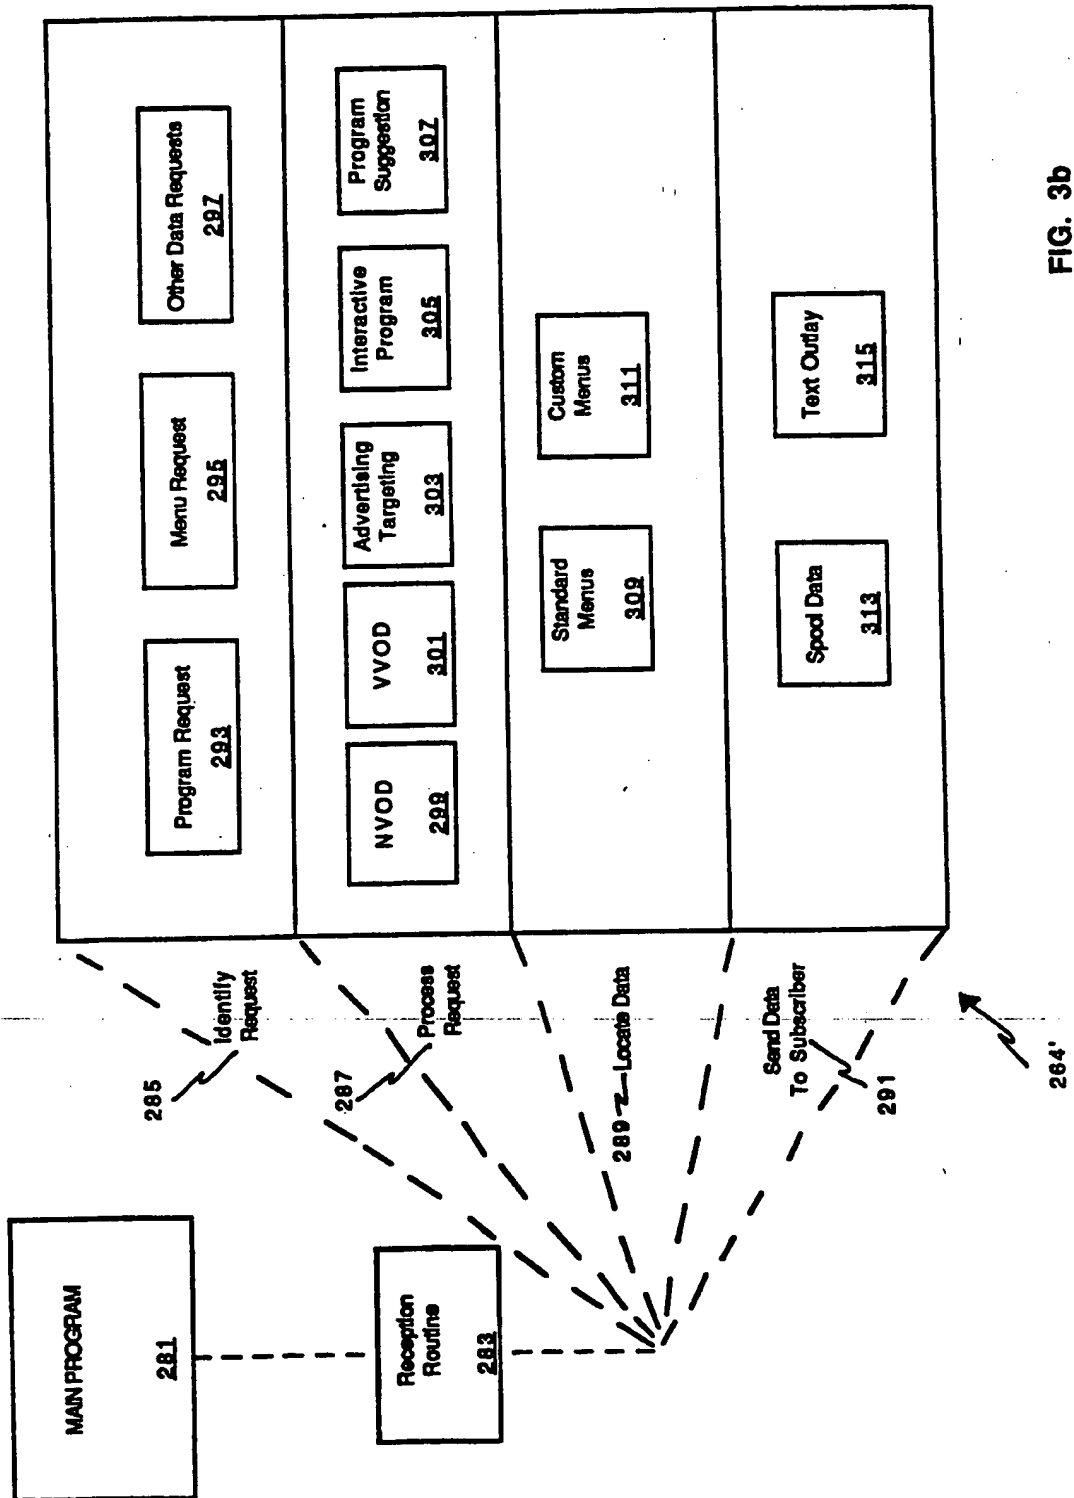 MAIN PROGRAM
281
Reception
Routine
283
285
Identify
Request
287
Process
Request
289
Locate Data
Send Data
To Subscriber
291
264'
Program Request
293
Menu Request
295
Other Data Requests
297
NVOD
299
VVOD
301
Advertising
Targeting
303
Interactive
Program
305
Program
Suggestion
307
Standard
Menus
309
Custom
Menus
311
Spool Data
313
Text Outlay
315
FIG. 3b